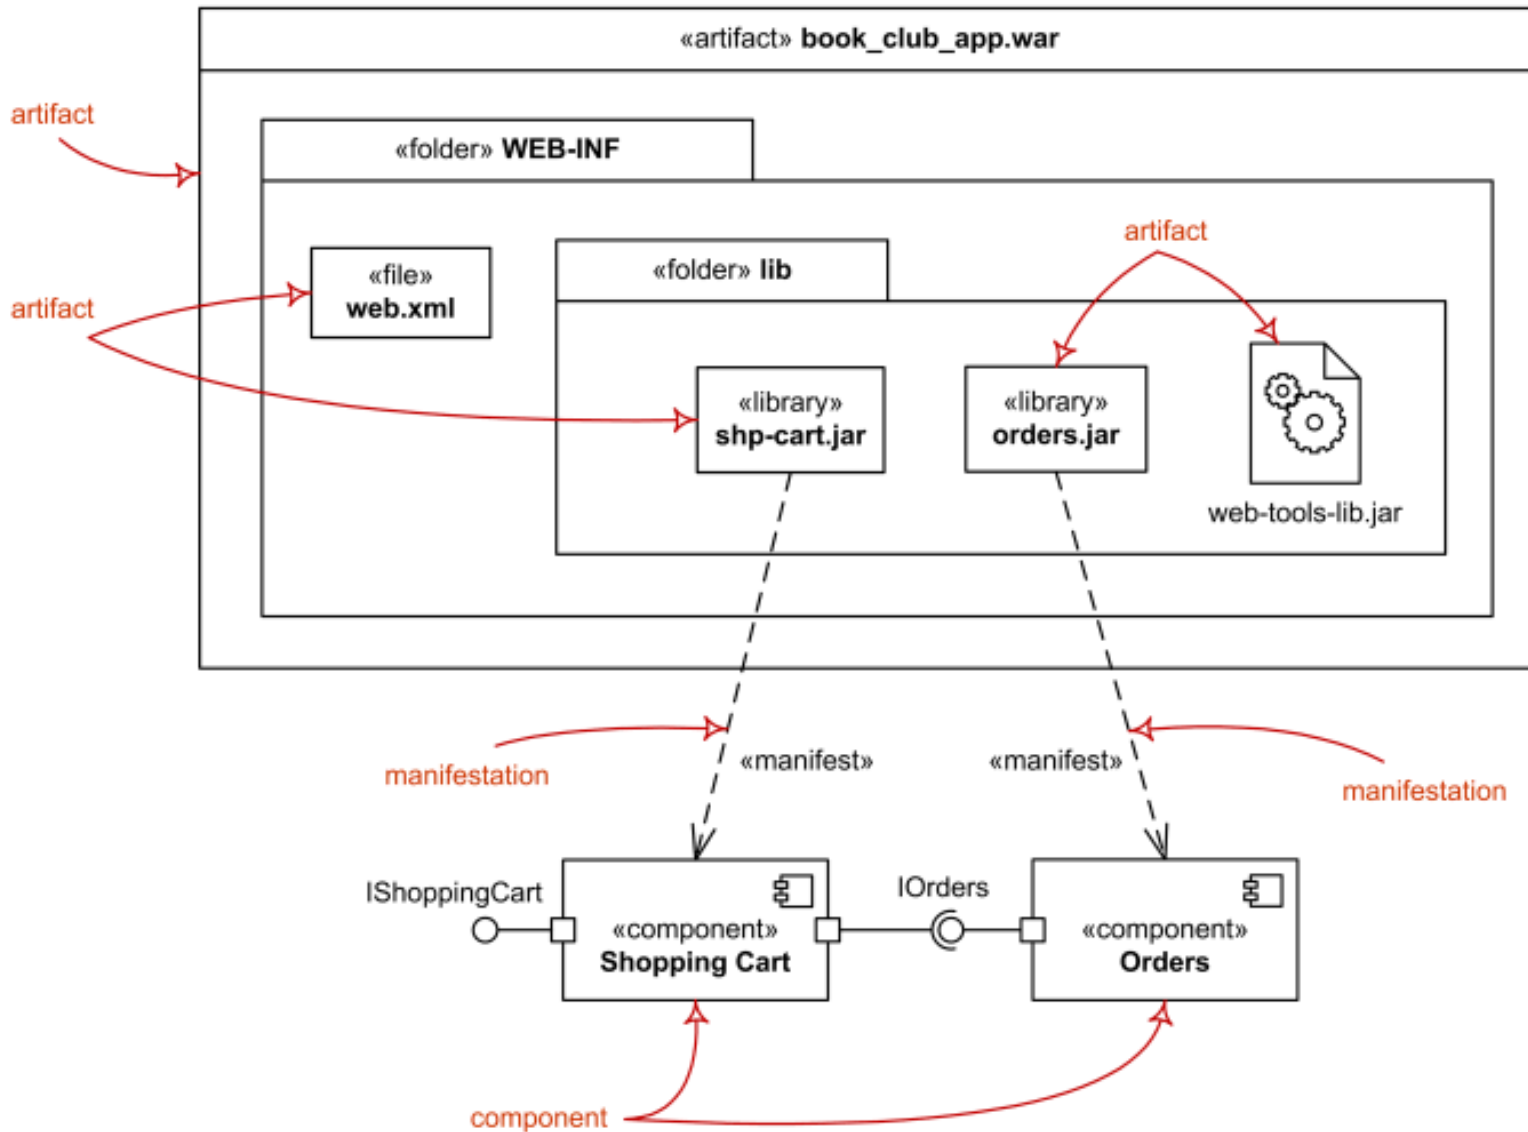 «artifact» book_club_app.war
artifact
«folder» WEB-INF
artifact
«file»
web.xml
«folder» lib
artifact
«library»
shp-cart.jar
«library»
orders.jar
web-tools-lib.jar
manifestation
«manifest»
«manifest»
manifestation
IShoppingCart
«component»
Shopping Cart
IOrders
«component»
Orders
component